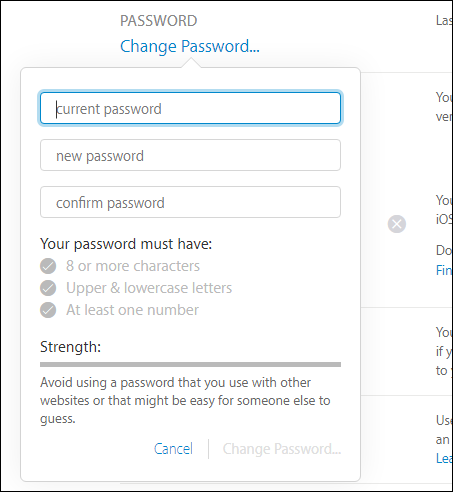 PASSWORD
Las
Change Password...
current password
You
ver
new password
confirm password
You
iOS
Do
Fin
Your password must have:
8 or more characters
Upper & lowercase letters
At least one number
You
if y
to y
Strength:
Avoid using a password that you use with other
websites or that might be easy for someone else to
guess.
Use
an
Lea
Cancel
Change Password...